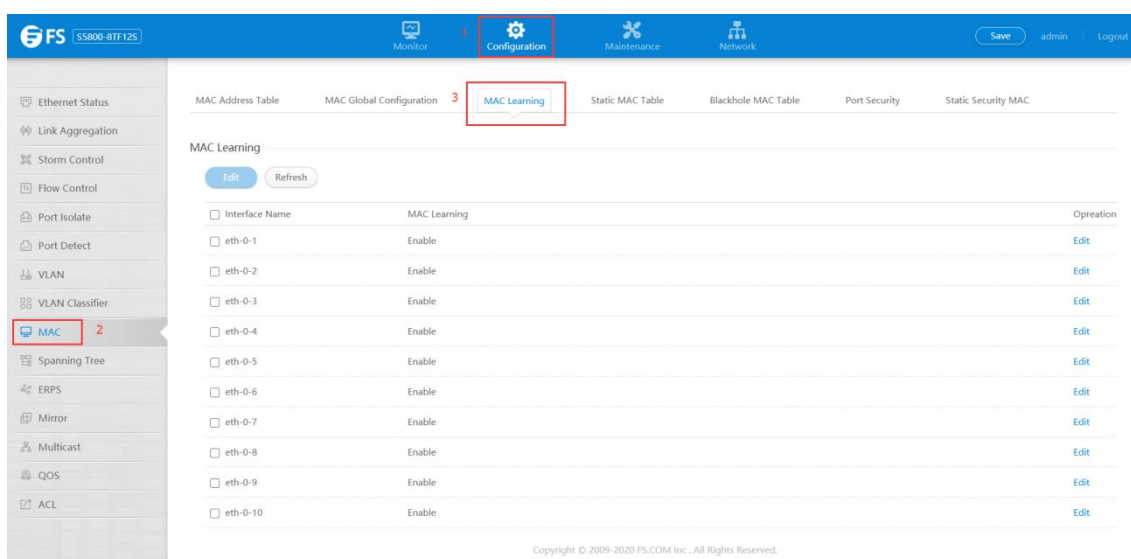 FS S5800-8TF12S
Monitor
1
Configuration
Maintenance
Network
Save
admin
Logout
Ethernet Status
Link Aggregation
Storm Control
Flow Control
Port Isolate
Port Detect
VLAN
VLAN Classifier
MAC 2
Spanning Tree
ERPS
Mirror
Multicast
QOS
ACL
MAC Address Table MAC Global Configuration 3 MAC Learning Static MAC Table Blackhole MAC Table Port Security Static Security MAC
MAC Learning
Edit Refresh
Interface Name MAC Learning Opreation
eth-0-1 Enable Edit
eth-0-2 Enable Edit
eth-0-3 Enable Edit
eth-0-4 Enable Edit
eth-0-5 Enable Edit
eth-0-6 Enable Edit
eth-0-7 Enable Edit
eth-0-8 Enable Edit
eth-0-9 Enable Edit
eth-0-10 Enable Edit
Copyright © 2009-2020 FS.COM Inc . All Rights Reserved.